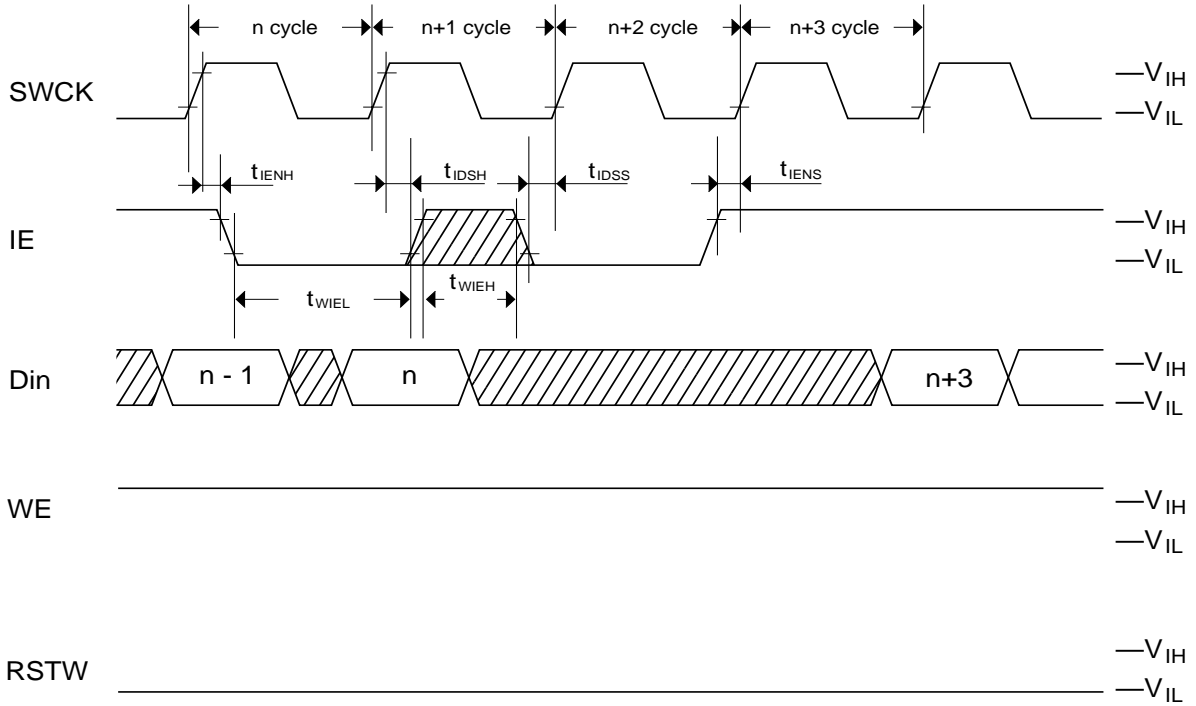 n cycle n+1 cycle n+2 cycle n+3 cycle
SWCK
VIH
VIL
tIENH tIDSH tIDSS tIENS
IE
VIH
VIL
tWIEL tWIEH
Din
n - 1 n n+3
VIH
VIL
WE
VIH
VIL
RSTW
VIH
VIL